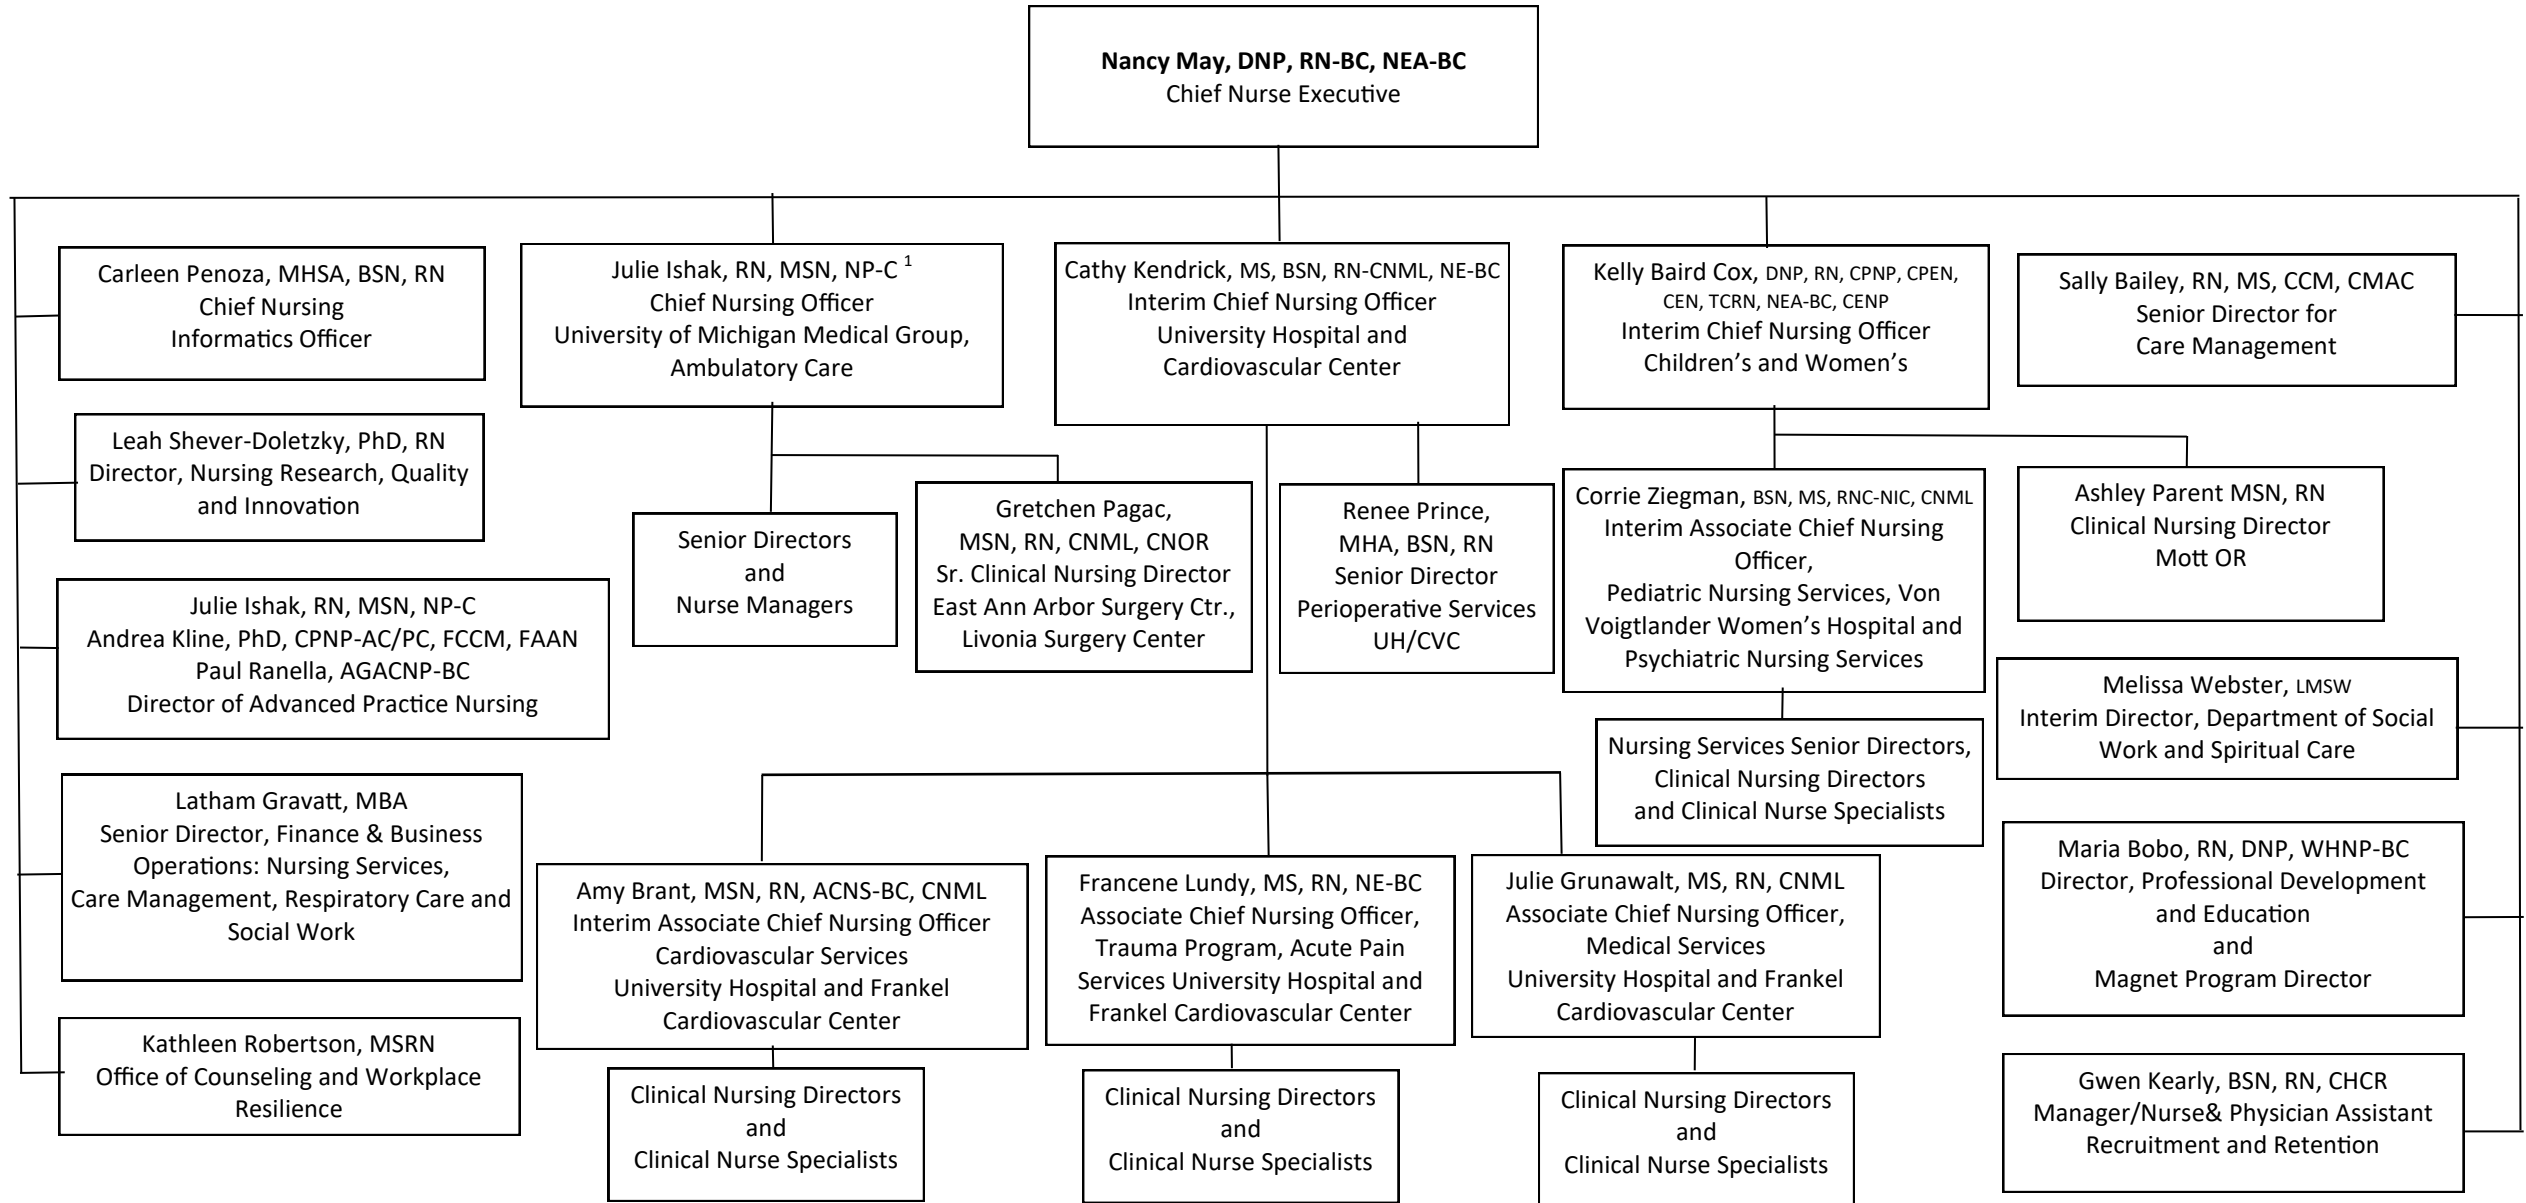 Nancy May, DNP, RN-BC, NEA-BC
Chief Nurse Executive
Carleen Penoza, MHSA, BSN, RN
Chief Nursing
Informatics Officer
Julie Ishak, RN, MSN, NP-C 1
Chief Nursing Officer
University of Michigan Medical Group,
Ambulatory Care
Cathy Kendrick, MS, BSN, RN-CNML, NE-BC
Interim Chief Nursing Officer
University Hospital and
Cardiovascular Center
Kelly Baird Cox, DNP, RN, CPNP, CPEN,
CEN, TCRN, NEA-BC, CENP
Interim Chief Nursing Officer
Children’s and Women’s
Sally Bailey, RN, MS, CCM, CMAC
Senior Director for
Care Management
Leah Shever-Doletzky, PhD, RN
Director, Nursing Research, Quality
and Innovation
Senior Directors
and
Nurse Managers
Gretchen Pagac,
MSN, RN, CNML, CNOR
Sr. Clinical Nursing Director
East Ann Arbor Surgery Ctr.,
Livonia Surgery Center
Renee Prince,
MHA, BSN, RN
Senior Director
Perioperative Services
UH/CVC
Corrie Ziegman, BSN, MS, RNC-NIC, CNML
Interim Associate Chief Nursing
Officer,
Pediatric Nursing Services, Von
Voigtlander Women’s Hospital and
Psychiatric Nursing Services
Ashley Parent MSN, RN
Clinical Nursing Director
Mott OR
Julie Ishak, RN, MSN, NP-C
Andrea Kline, PhD, CPNP-AC/PC, FCCM, FAAN
Paul Ranella, AGACNP-BC
Director of Advanced Practice Nursing
Melissa Webster, LMSW
Interim Director, Department of Social
Work and Spiritual Care
Nursing Services Senior Directors,
Clinical Nursing Directors
and Clinical Nurse Specialists
Latham Gravatt, MBA
Senior Director, Finance & Business
Operations: Nursing Services,
Care Management, Respiratory Care and
Social Work
Amy Brant, MSN, RN, ACNS-BC, CNML
Interim Associate Chief Nursing Officer
Cardiovascular Services
University Hospital and Frankel
Cardiovascular Center
Francene Lundy, MS, RN, NE-BC
Associate Chief Nursing Officer,
Trauma Program, Acute Pain
Services University Hospital and
Frankel Cardiovascular Center
Julie Grunawalt, MS, RN, CNML
Associate Chief Nursing Officer,
Medical Services
University Hospital and Frankel
Cardiovascular Center
Maria Bobo, RN, DNP, WHNP-BC
Director, Professional Development
and Education
and
Magnet Program Director
Kathleen Robertson, MSRN
Office of Counseling and Workplace
Resilience
Clinical Nursing Directors
and
Clinical Nurse Specialists
Clinical Nursing Directors
and
Clinical Nurse Specialists
Clinical Nursing Directors
and
Clinical Nurse Specialists
Gwen Kearly, BSN, RN, CHCR
Manager/Nurse& Physician Assistant
Recruitment and Retention